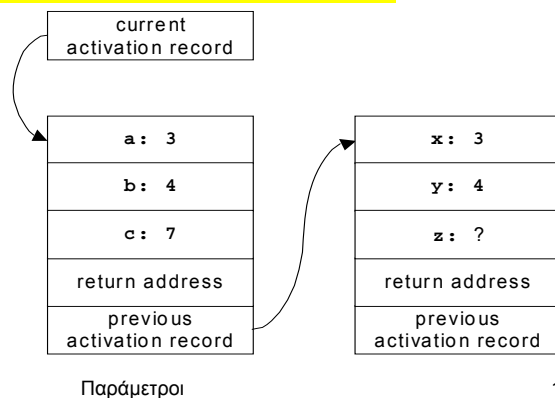 current
activation record
a: 3
b: 4
c: 7
return address
previous
activation record
x: 3
y: 4
z: ?
return address
previous
activation record
Παράμετροι